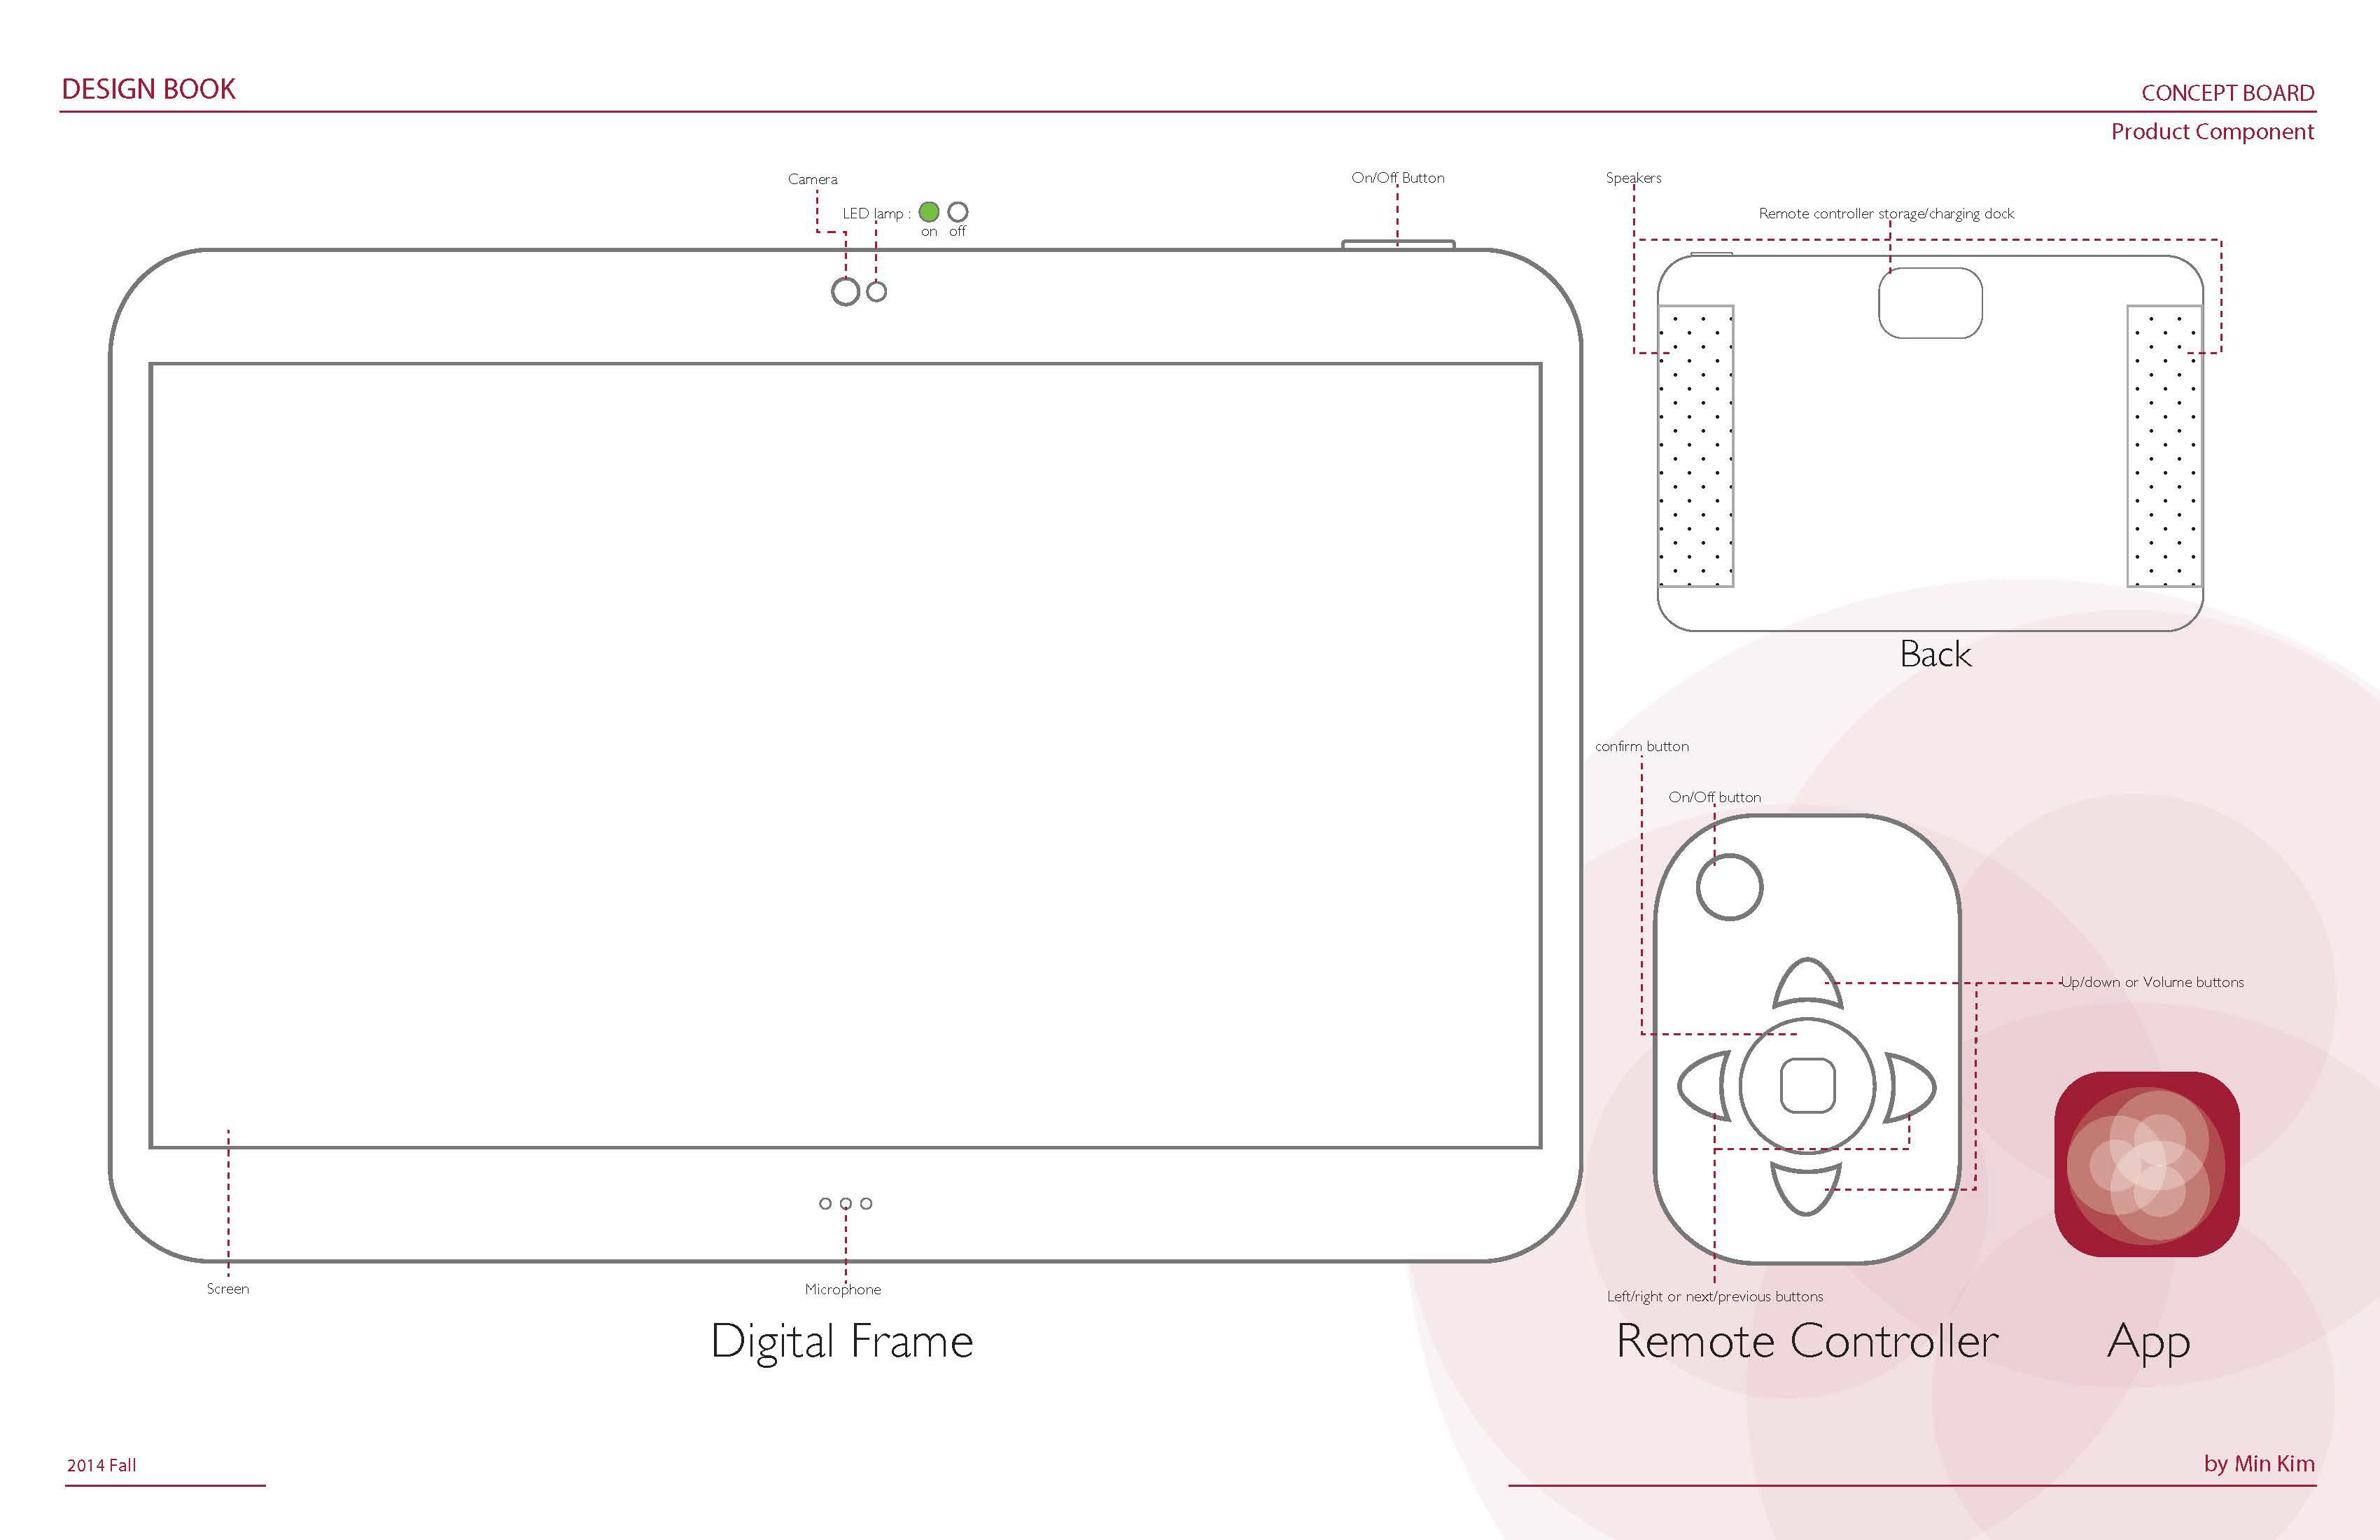 DESIGN BOOK
CONCEPT BOARD
Product Component
Camera
LED lamp :
on off
On/Off Button
Speakers
Remote controller storage/charging dock
Back
confirm button
On/Off button
Up/down or Volume buttons
Left/right or next/previous buttons
Screen
Microphone
Digital Frame
Remote Controller
App
2014 Fall
by Min Kim